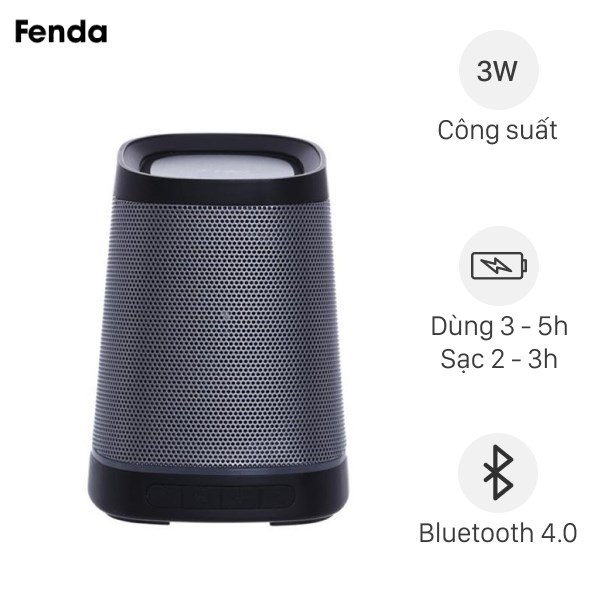 Fenda
3W
Công suất
Dùng 3 - 5h
Sạc 2 - 3h
Bluetooth 4.0